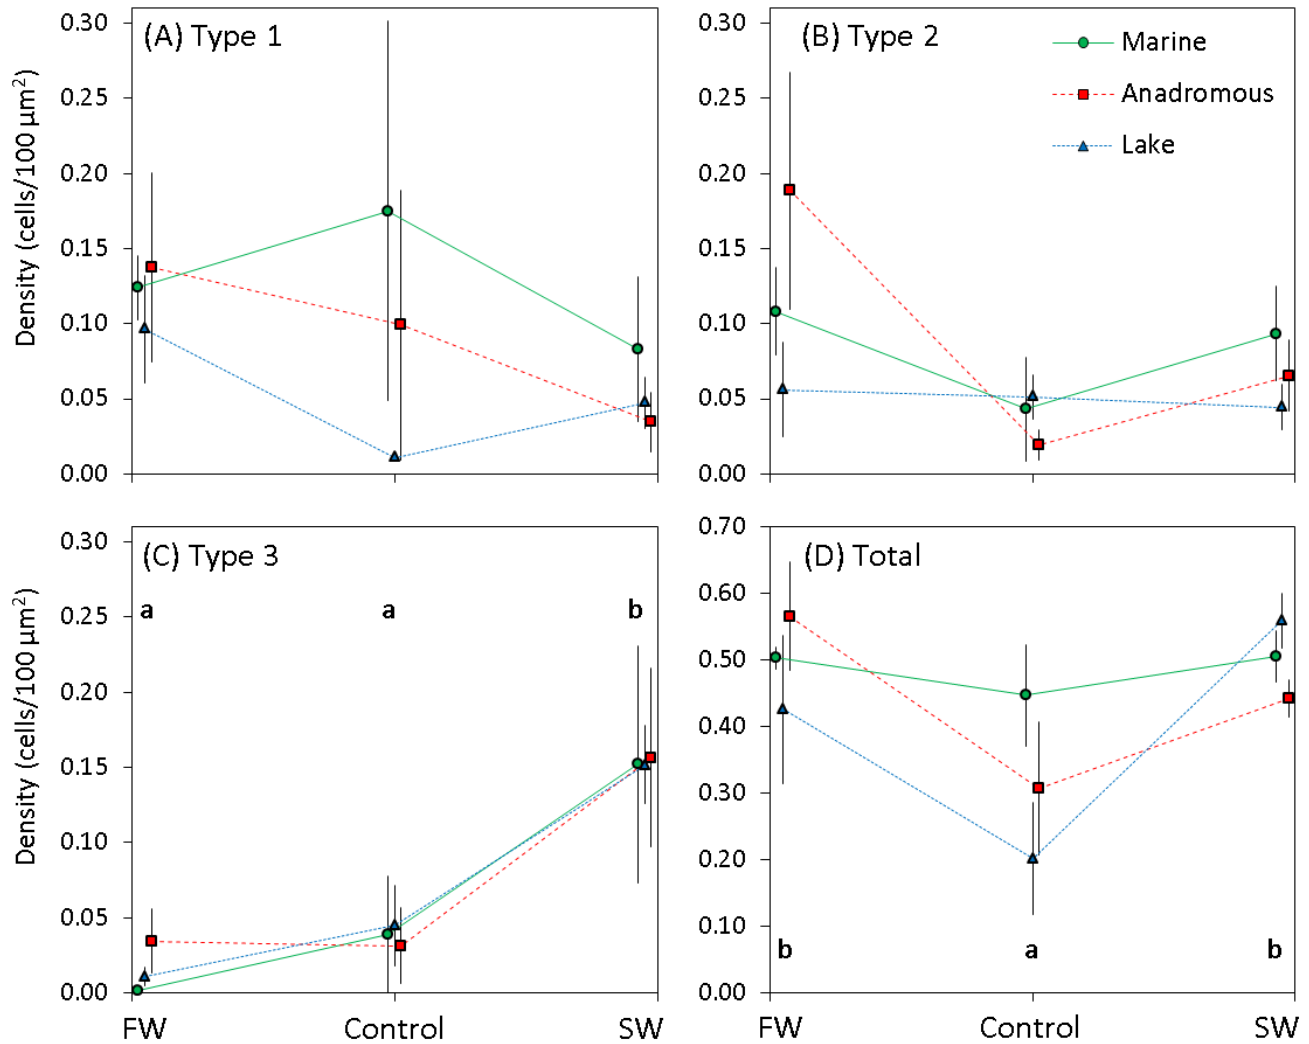 (A) Type 1
Density (cells/100 µm²)
0.30
0.25
0.20
0.15
0.10
0.05
0.00
(B) Type 2
0.30
0.25
0.20
0.15
0.10
0.05
0.00
Marine
Anadromous
Lake
(C) Type 3
Density (cells/100 µm²)
0.30
0.25
0.20
0.15
0.10
0.05
0.00
a a b
FW Control SW
(D) Total
0.70
0.60
0.50
0.40
0.30
0.20
0.10
0.00
b a b
FW Control SW